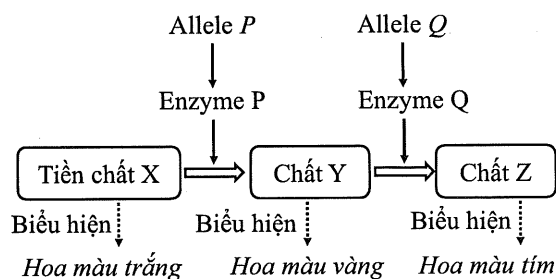 Allele P Allele Q
Enzyme P Enzyme Q
Tiền chất X Chất Y Chất Z
Biểu hiện Biểu hiện Biểu hiện
Hoa màu trắng Hoa màu vàng Hoa màu tím